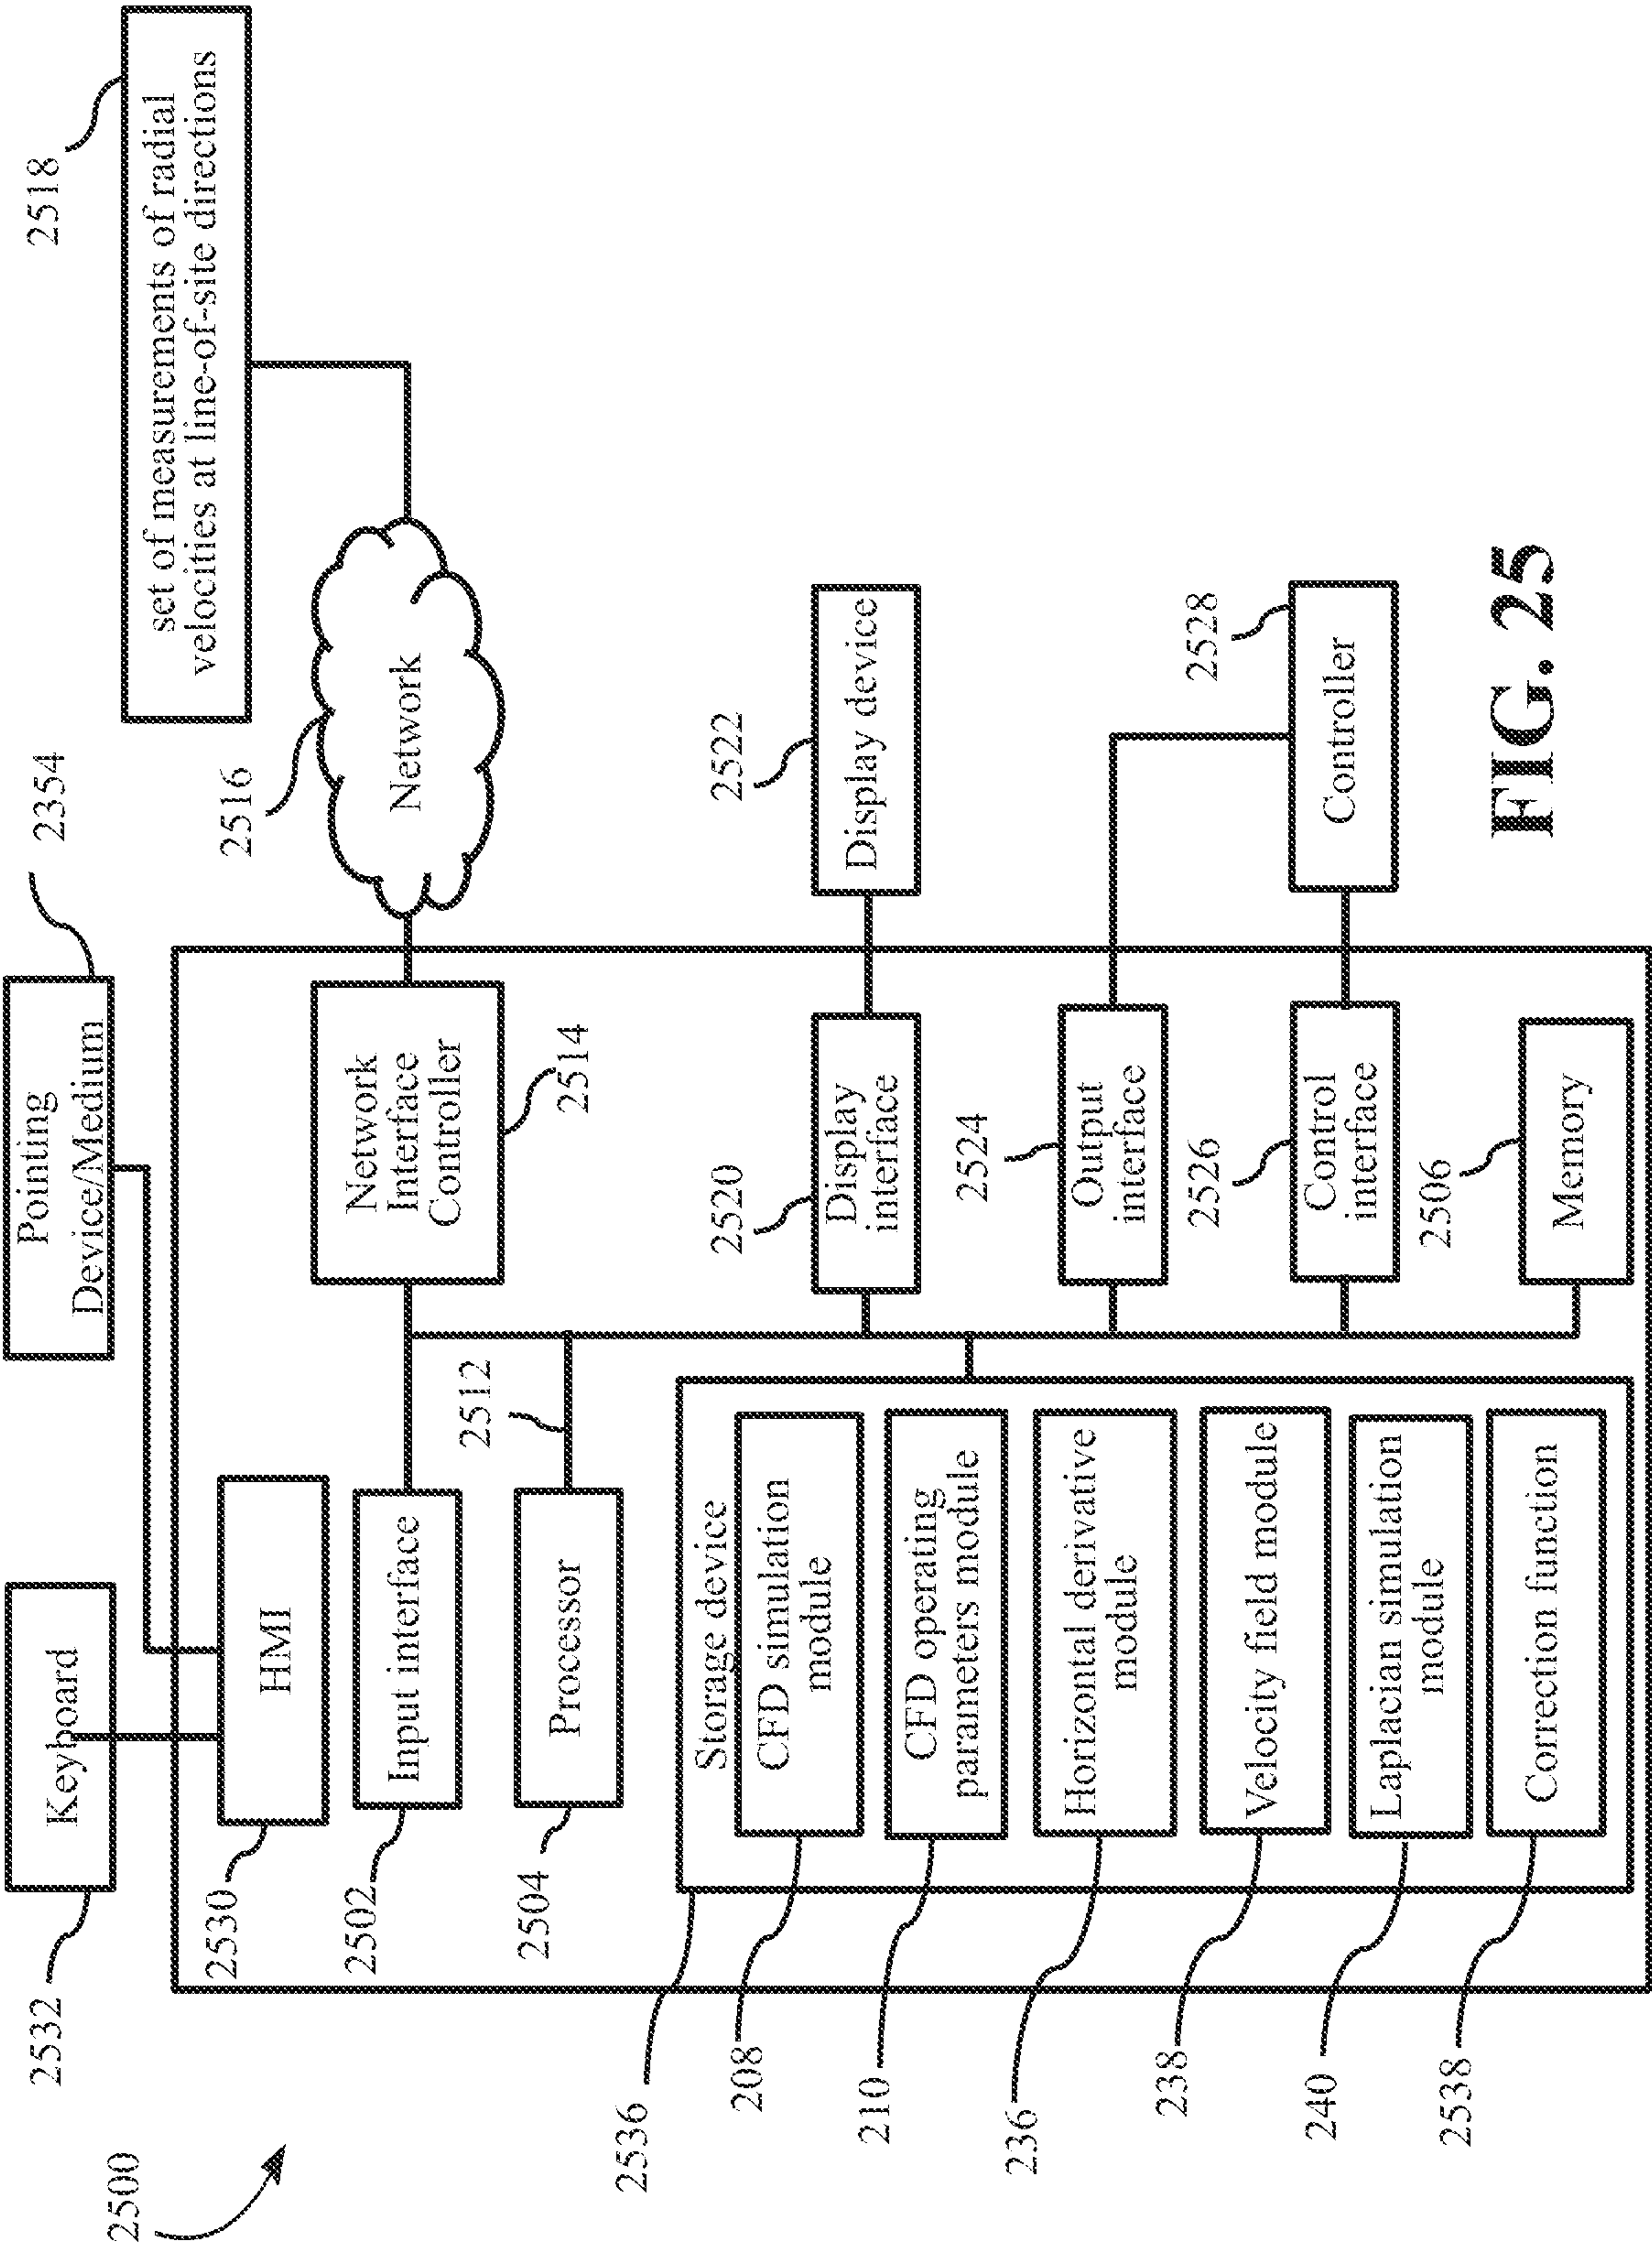 2500
2532
Keyboard
Pointing
Device/Medium
2354
2518
set of measurements of radial
velocities at line-of-site directions
2530
HMI
2502
Input interface
Network
Interface
Controller
2514
2516
Network
2504
Processor
2512
2536
Storage device
208
CFD simulation
module
210
CFD operating
parameters module
236
Horizontal derivative
module
238
Velocity field module
240
Laplacian simulation
module
2538
Correction function
2520
Display
interface
2522
Display device
2524
Output
interface
2526
Control
interface
2528
Controller
2506
Memory
FIG. 25